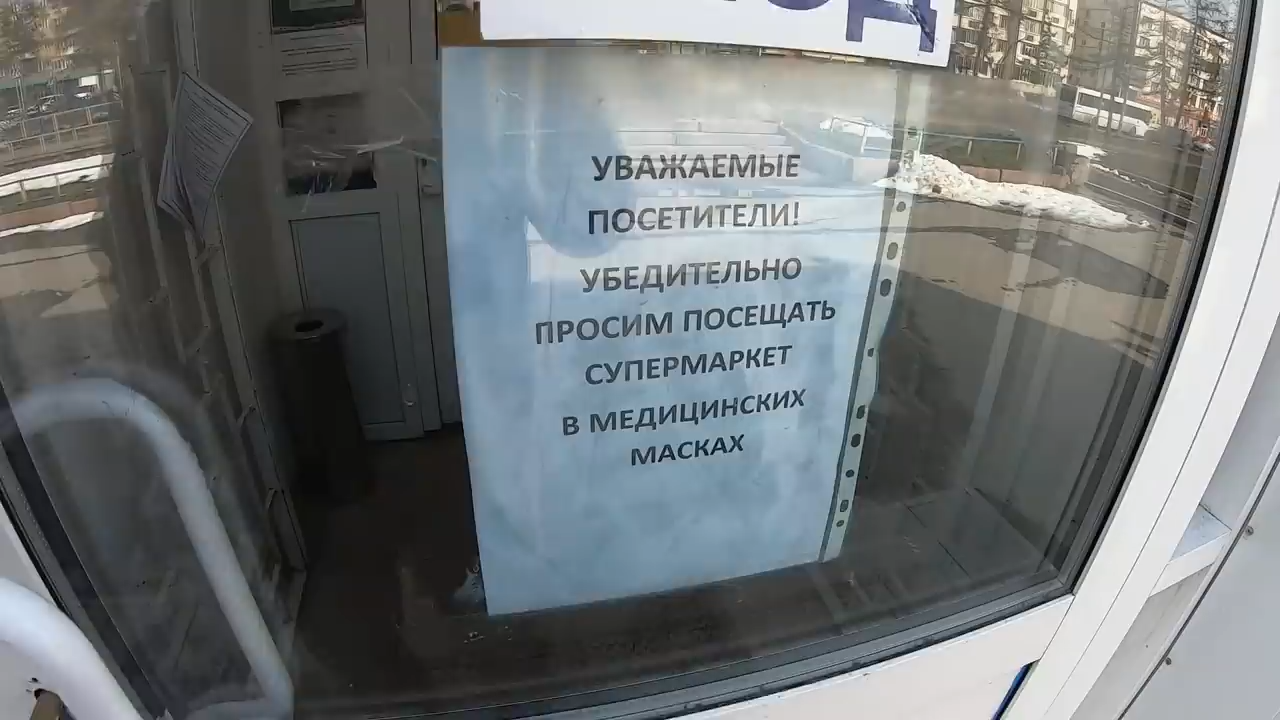 УВАЖАЕМЫЕ
ПОСЕТИТЕЛИ!
УБЕДИТЕЛЬНО
ПРОСИМ ПОСЕЩАТЬ
СУПЕРМАРКЕТ
В МЕДИЦИНСКИХ
МАСКАХ